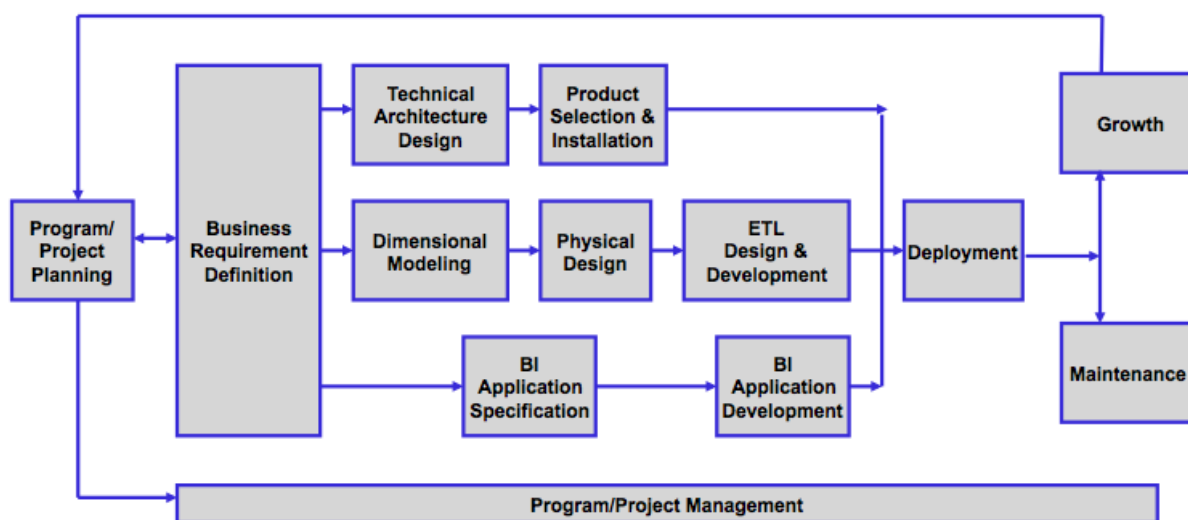 Technical
Architecture
Design
Product
Selection &
Installation
Growth
Program/
Project
Planning
Business
Requirement
Definition
Dimensional
Modeling
Physical
Design
ETL
Design &
Development
Deployment
BI
Application
Specification
BI
Application
Development
Maintenance
Program/Project Management